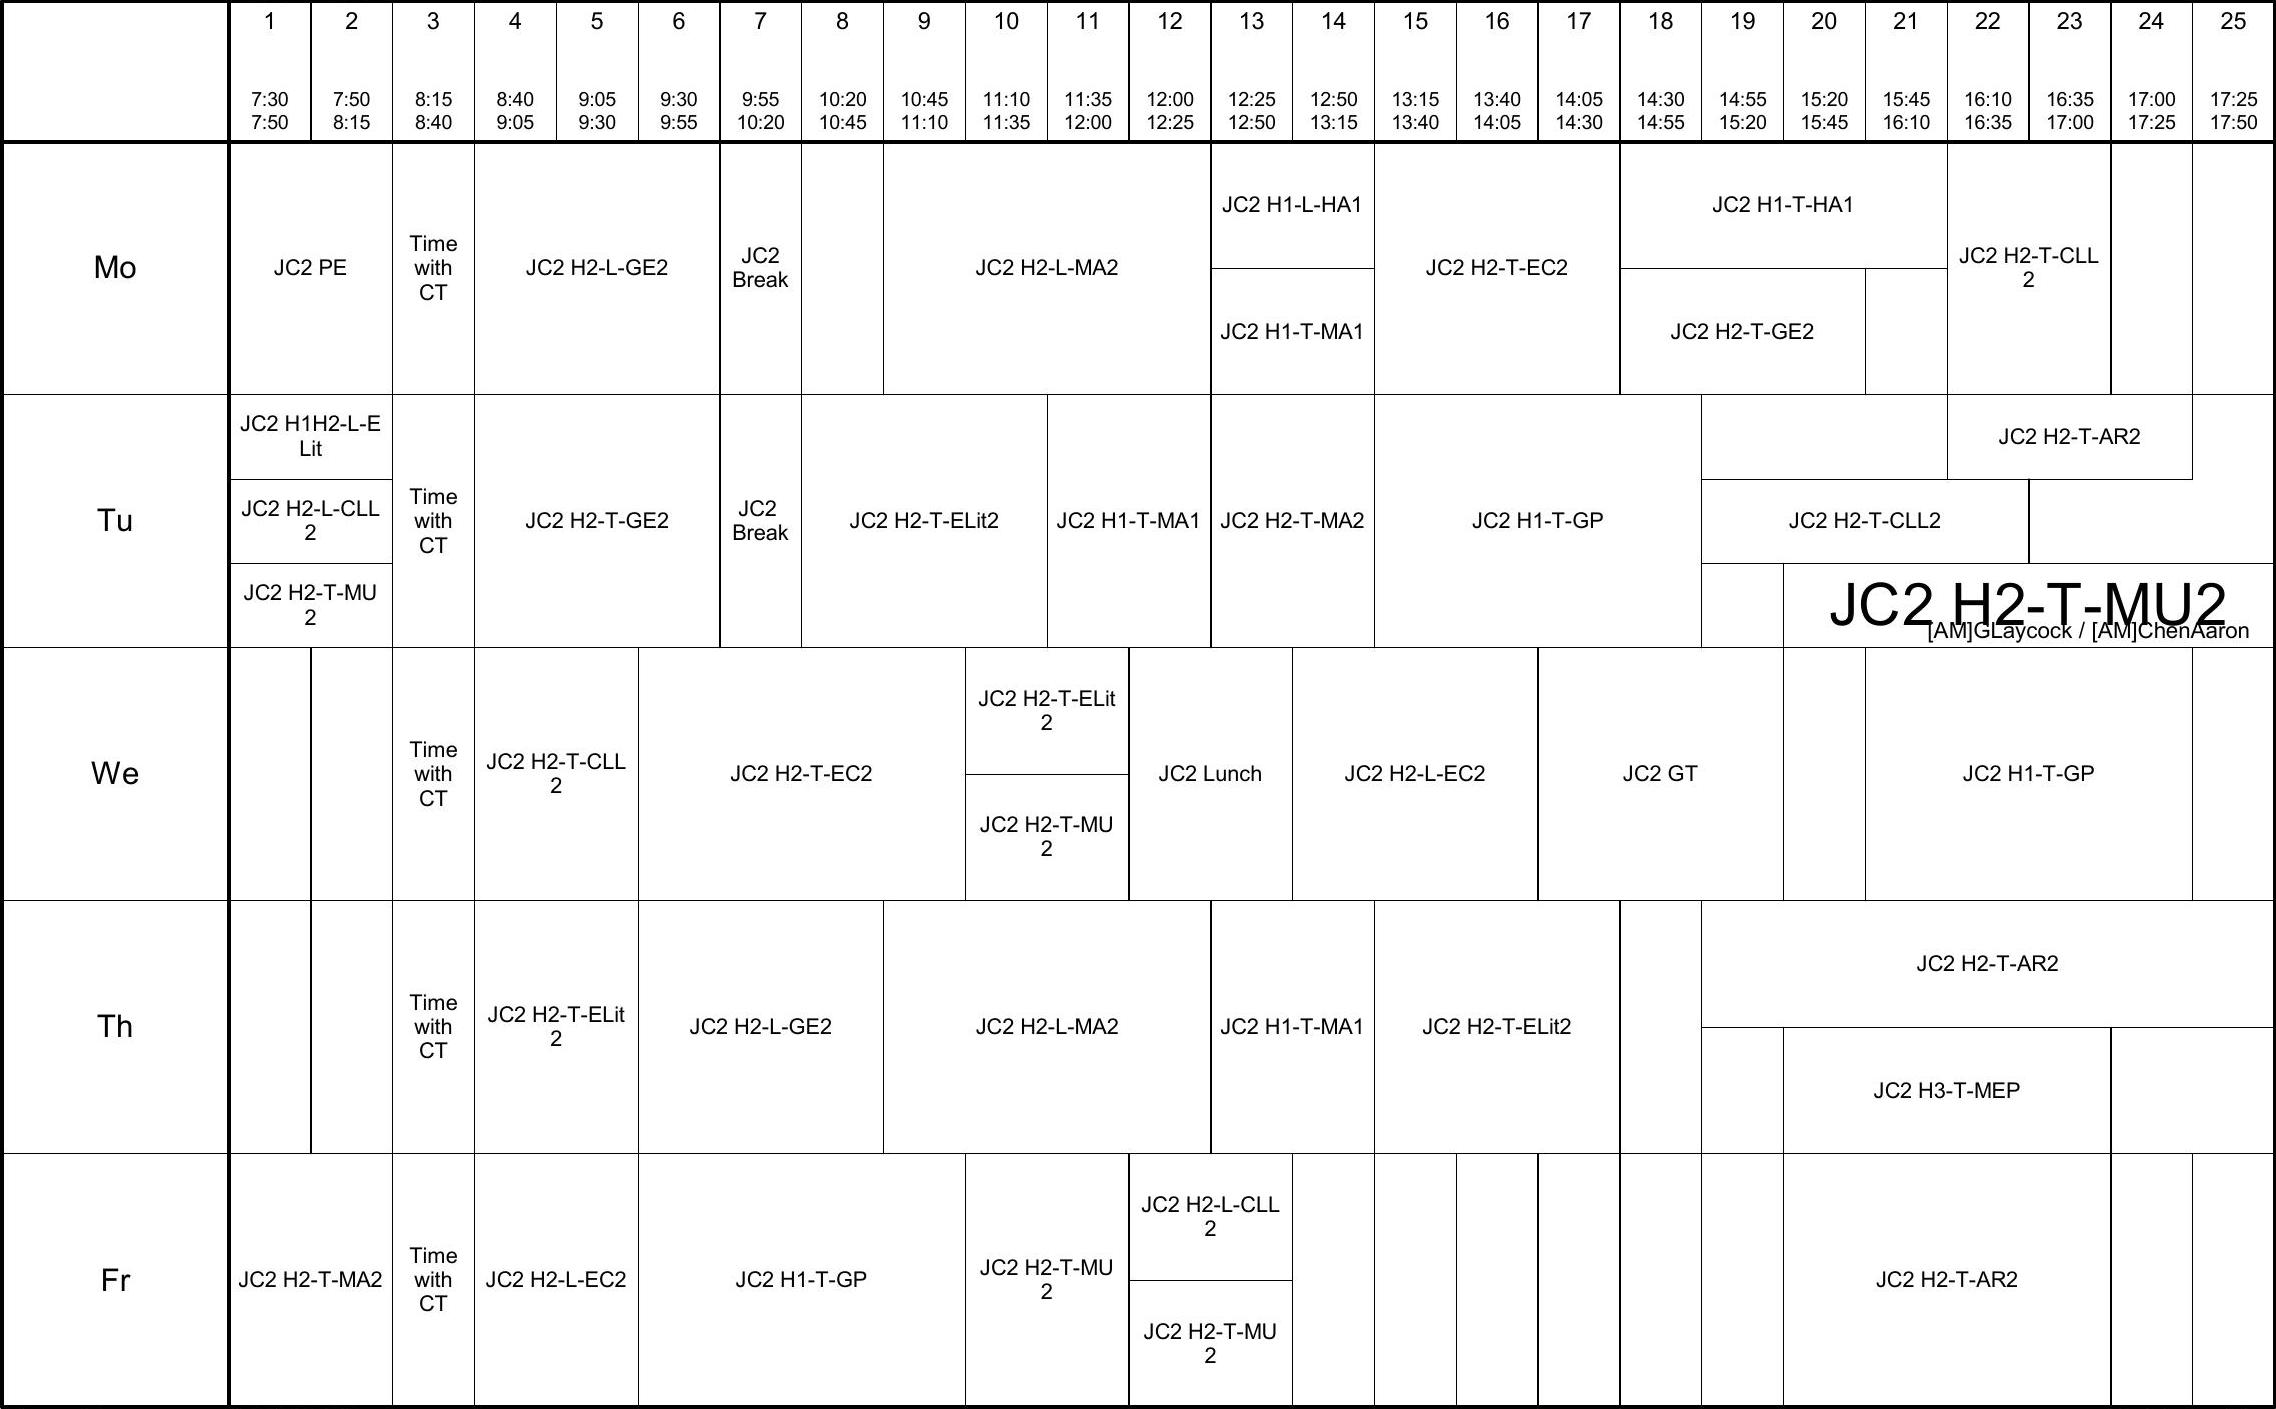 1 2 3 4 5 6 7 8 9 10 11 12 13 14 15 16 17 18 19 20 21 22 23 24 25
7:30 7:50 8:15 8:40 9:05 9:30 9:55 10:20 10:45 11:10 11:35 12:00 12:25 12:50 13:15 13:40 14:05 14:30 14:55 15:20 15:45 16:10 16:35 17:00 17:25
7:50 8:15 8:40 9:05 9:30 9:55 10:20 10:45 11:10 11:35 12:00 12:25 12:50 13:15 13:40 14:05 14:30 14:55 15:20 15:45 16:10 16:35 17:00 17:25 17:50
Mo
JC2 PE
Time
with
CT
JC2 H2-L-GE2
JC2
Break
JC2 H2-L-MA2
JC2 H1-L-HA1
JC2 H1-T-MA1
JC2 H2-T-EC2
JC2 H1-T-HA1
JC2 H2-T-GE2
JC2 H2-T-CLL
2
Tu
JC2 H1H2-L-E
Lit
JC2 H2-L-CLL
2
JC2 H2-T-MU
2
Time
with
CT
JC2 H2-T-GE2
JC2
Break
JC2 H2-T-ELit2
JC2 H1-T-MA1
JC2 H2-T-MA2
JC2 H1-T-GP
JC2 H2-T-AR2
JC2 H2-T-CLL2
JC2 H2-T-MU2
[AM]GLaycock / [AM]ChenAaron
We
Time
with
CT
JC2 H2-T-CLL
2
JC2 H2-T-EC2
JC2 H2-T-ELit
2
JC2 H2-T-MU
2
JC2 Lunch
JC2 H2-L-EC2
JC2 GT
JC2 H1-T-GP
Th
Time
with
CT
JC2 H2-T-ELit
2
JC2 H2-L-GE2
JC2 H2-L-MA2
JC2 H1-T-MA1
JC2 H2-T-ELit2
JC2 H2-T-AR2
JC2 H3-T-MEP
Fr
JC2 H2-T-MA2
Time
with
CT
JC2 H2-L-EC2
JC2 H1-T-GP
JC2 H2-T-MU
2
JC2 H2-L-CLL
2
JC2 H2-T-MU
2
JC2 H2-T-AR2